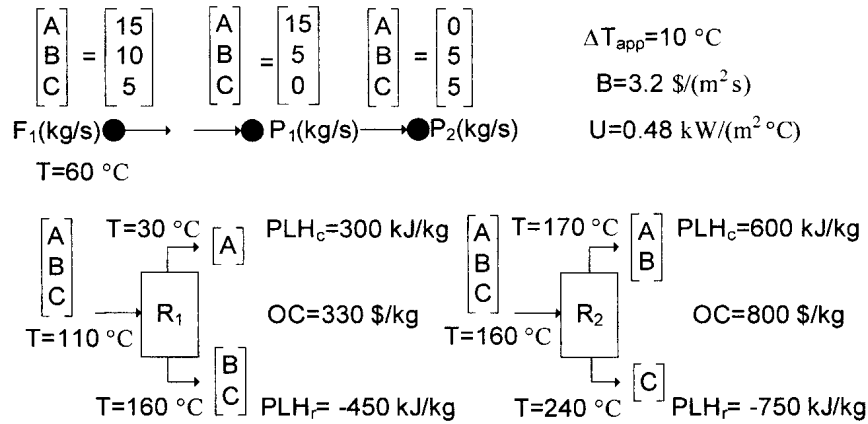 [A B C] = [15 10 5] [A B C] = [15 5 0] [A B C] = [0 5 5]
ΔT_app=10 °C
B=3.2 $/(m² s)
F₁(kg/s) P₁(kg/s) P₂(kg/s)
U=0.48 kW/(m² °C)
T=60 °C
T=30 °C [A] PLH_c=300 kJ/kg
[A B C]
R₁
OC=330 $/kg
T=110 °C
[B C]
T=160 °C PLH_r= -450 kJ/kg
T=170 °C [A B] PLH_c=600 kJ/kg
[A B C]
R₂
OC=800 $/kg
T=160 °C
[C]
T=240 °C PLH_r= -750 kJ/kg